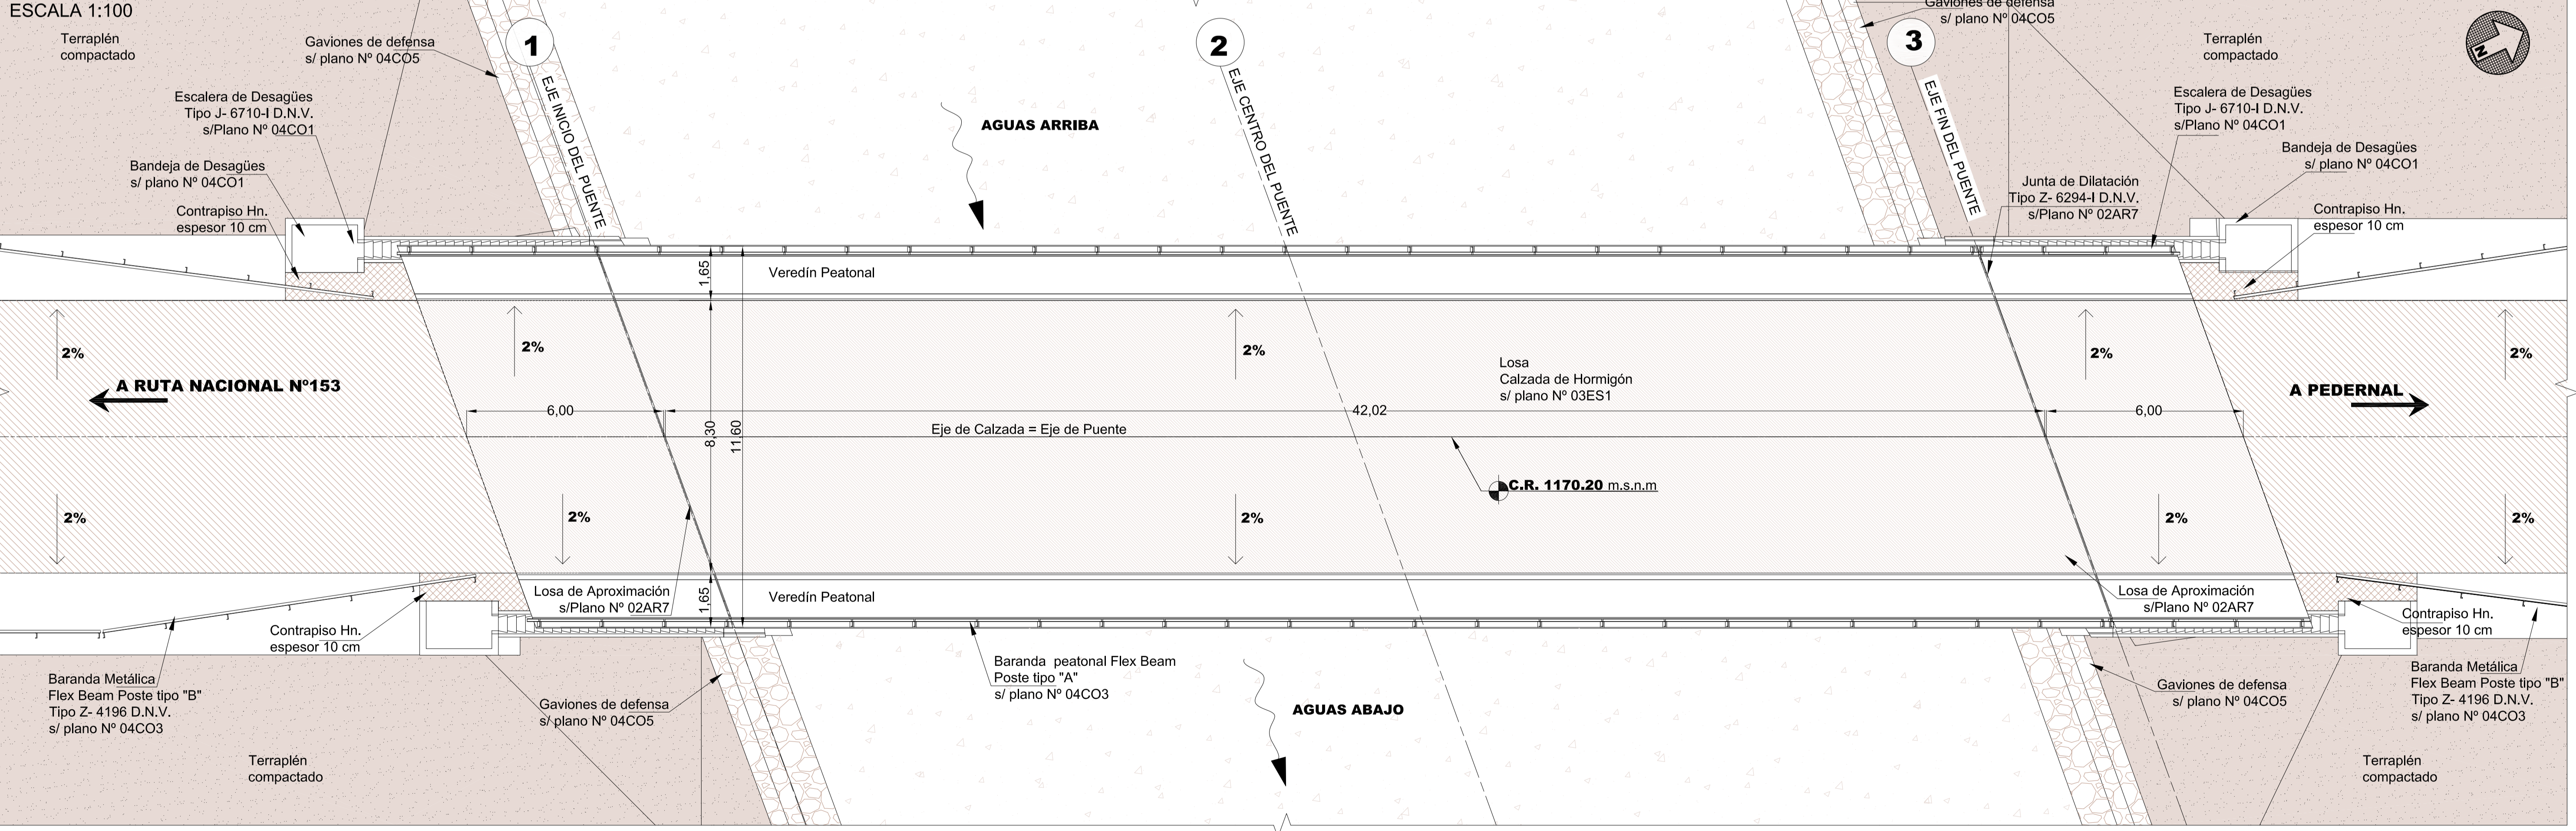 ESCALA 1:100
Terraplén
compactado
Gaviones de defensa
s/ plano Nº 04CO5
1
EJE INICIO DEL PUENTE
Escalera de Desagües
Tipo J- 6710-I D.N.V.
s/Plano Nº 04CO1
Bandeja de Desagües
s/ plano Nº 04CO1
Contrapiso Hn.
espesor 10 cm
AGUAS ARRIBA
2
EJE CENTRO DEL PUENTE
Gaviones de defensa
s/ plano Nº 04CO5
3
EJE FIN DEL PUENTE
Terraplén
compactado
N
Escalera de Desagües
Tipo J- 6710-I D.N.V.
s/Plano Nº 04CO1
Bandeja de Desagües
s/ plano Nº 04CO1
Junta de Dilatación
Tipo Z- 6294-I D.N.V.
s/Plano Nº 02AR7
Contrapiso Hn.
espesor 10 cm
1,65
Veredín Peatonal
2%
2%
2%
2%
2%
A RUTA NACIONAL Nº153
Losa
Calzada de Hormigón
s/ plano Nº 03ES1
A PEDERNAL
6,00
42,02
6,00
8,30
11,60
Eje de Calzada = Eje de Puente
C.R. 1170.20 m.s.n.m
2%
2%
2%
2%
2%
Losa de Aproximación
s/Plano Nº 02AR7
1,65
Veredín Peatonal
Losa de Aproximación
s/Plano Nº 02AR7
Contrapiso Hn.
espesor 10 cm
Contrapiso Hn.
espesor 10 cm
Baranda Metálica
Flex Beam Poste tipo "B"
Tipo Z- 4196 D.N.V.
s/ plano Nº 04CO3
Gaviones de defensa
s/ plano Nº 04CO5
Baranda peatonal Flex Beam
Poste tipo "A"
s/ plano Nº 04CO3
AGUAS ABAJO
Gaviones de defensa
s/ plano Nº 04CO5
Baranda Metálica
Flex Beam Poste tipo "B"
Tipo Z- 4196 D.N.V.
s/ plano Nº 04CO3
Terraplén
compactado
Terraplén
compactado